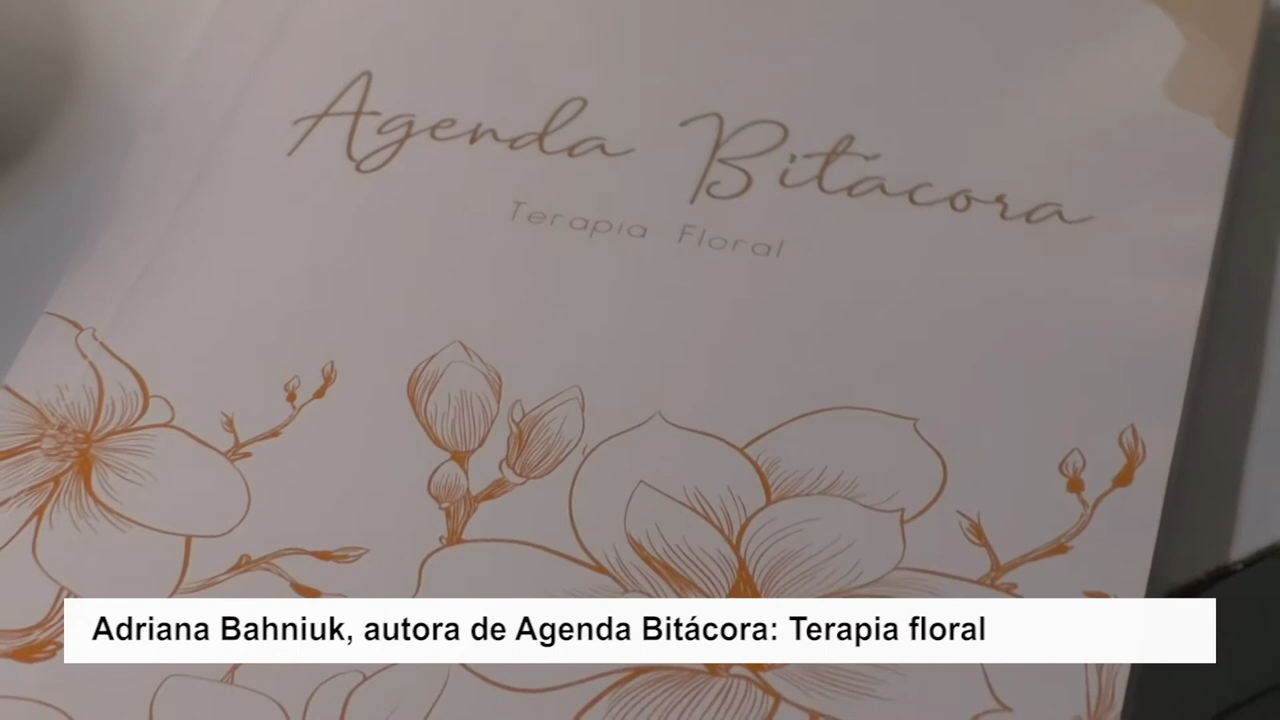 Agenda Bitácora
Terapia Floral
Adriana Bahniuk, autora de Agenda Bitácora: Terapia floral